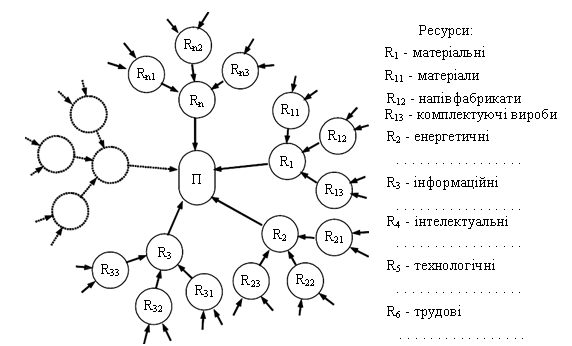 Ресурси:
R1 - матеріальні
R11 - матеріали
R12 - напівфабрикати
R13 - комплектуючі вироби
R2 - енергетичні
. . . . . . . . . . . . . . . . . .
R3 - інформаційні
. . . . . . . . . . . . . . . . . .
R4 - інтелектуальні
. . . . . . . . . . . . . . . . . .
R5 - технологічні
. . . . . . . . . . . . . . . . . .
R6 - трудові
. . . . . . . . . . . . . . . . . .
Rn2
Rn1
Rn3
Rn
R11
R12
R1
R13
П
R3
R2
R21
R33
R32
R31
R23
R22